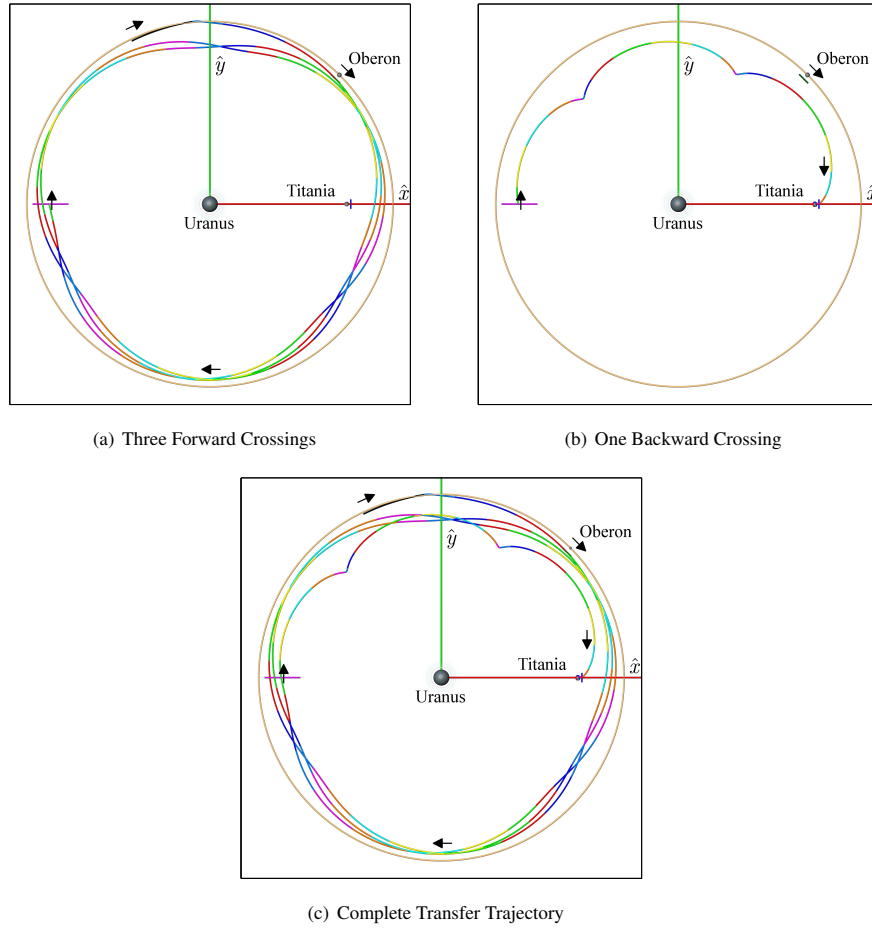 Oberon
ŷ
Titania
x̂
Uranus
(a) Three Forward Crossings
Oberon
ŷ
Titania
x̂
Uranus
(b) One Backward Crossing
Oberon
ŷ
Titania
x̂
Uranus
(c) Complete Transfer Trajectory